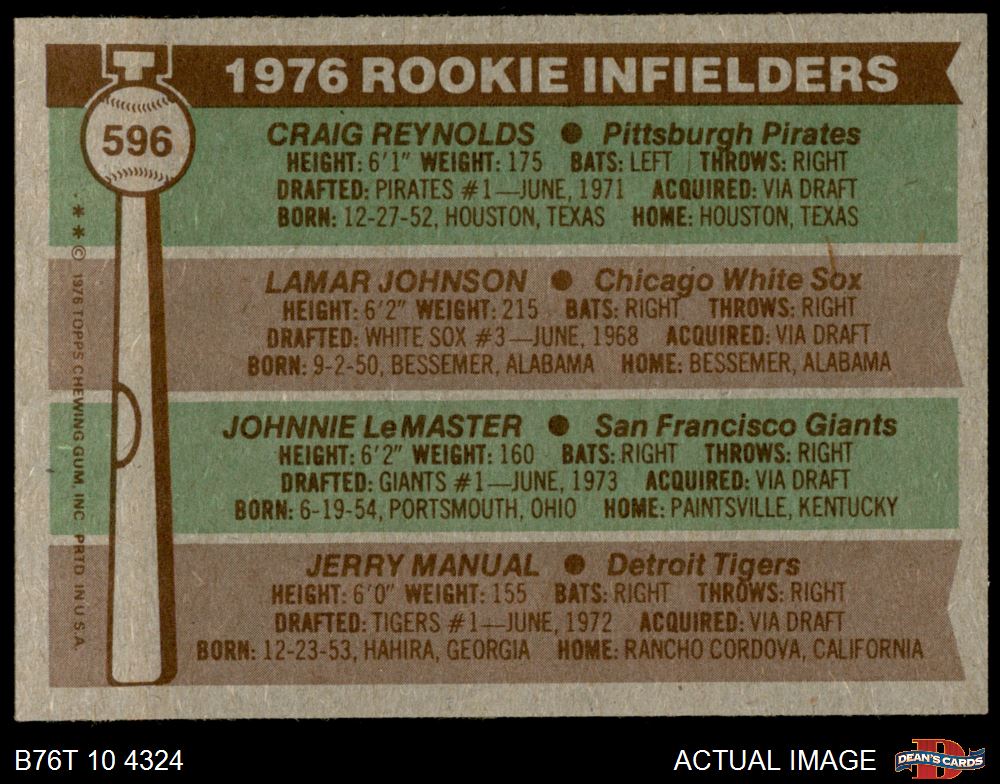 1976 ROOKIE INFIELDERS
596
CRAIG REYNOLDS ● Pittsburgh Pirates
HEIGHT: 6'1" WEIGHT: 175 BATS: LEFT THROWS: RIGHT
DRAFTED: PIRATES #1—JUNE, 1971 ACQUIRED: VIA DRAFT
BORN: 12-27-52, HOUSTON, TEXAS HOME: HOUSTON, TEXAS
LAMAR JOHNSON ● Chicago White Sox
HEIGHT: 6'2" WEIGHT: 215 BATS: RIGHT THROWS: RIGHT
DRAFTED: WHITE SOX #3—JUNE, 1968 ACQUIRED: VIA DRAFT
BORN: 9-2-50, BESSEMER, ALABAMA HOME: BESSEMER, ALABAMA
JOHNNIE LeMASTER ● San Francisco Giants
HEIGHT: 6'2" WEIGHT: 160 BATS: RIGHT THROWS: RIGHT
DRAFTED: GIANTS #1—JUNE, 1973 ACQUIRED: VIA DRAFT
BORN: 6-19-54, PORTSMOUTH, OHIO HOME: PAINTSVILLE, KENTUCKY
JERRY MANUAL ● Detroit Tigers
HEIGHT: 6'0" WEIGHT: 155 BATS: RIGHT THROWS: RIGHT
DRAFTED: TIGERS #1—JUNE, 1972 ACQUIRED: VIA DRAFT
BORN: 12-23-53, HAHIRA, GEORGIA HOME: RANCHO CORDOVA, CALIFORNIA
T
** © 1976 TOPPS CHEWING GUM, INC. PRTD. IN U.S.A.
B76T 10 4324
ACTUAL IMAGE
D
DEAN'S CARDS